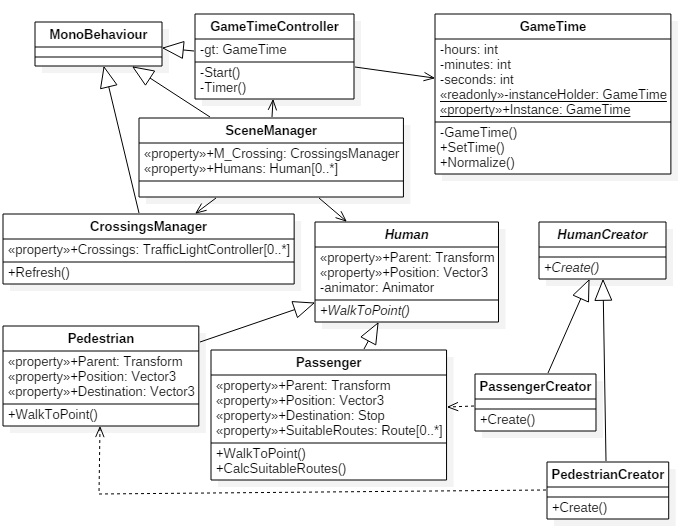 MonoBehaviour
GameTimeController
-gt: GameTime
-Start()
-Timer()
GameTime
-hours: int
-minutes: int
-seconds: int
«readonly»-instanceHolder: GameTime
«property»+Instance: GameTime
-GameTime()
+SetTime()
+Normalize()
SceneManager
«property»+M_Crossing: CrossingsManager
«property»+Humans: Human[0..*]
CrossingsManager
«property»+Crossings: TrafficLightController[0..*]
+Refresh()
Human
«property»+Parent: Transform
«property»+Position: Vector3
-animator: Animator
+WalkToPoint()
HumanCreator
+Create()
Pedestrian
«property»+Parent: Transform
«property»+Position: Vector3
«property»+Destination: Vector3
+WalkToPoint()
Passenger
«property»+Parent: Transform
«property»+Position: Vector3
«property»+Destination: Stop
«property»+SuitableRoutes: Route[0..*]
+WalkToPoint()
+CalcSuitableRoutes()
PassengerCreator
+Create()
PedestrianCreator
+Create()